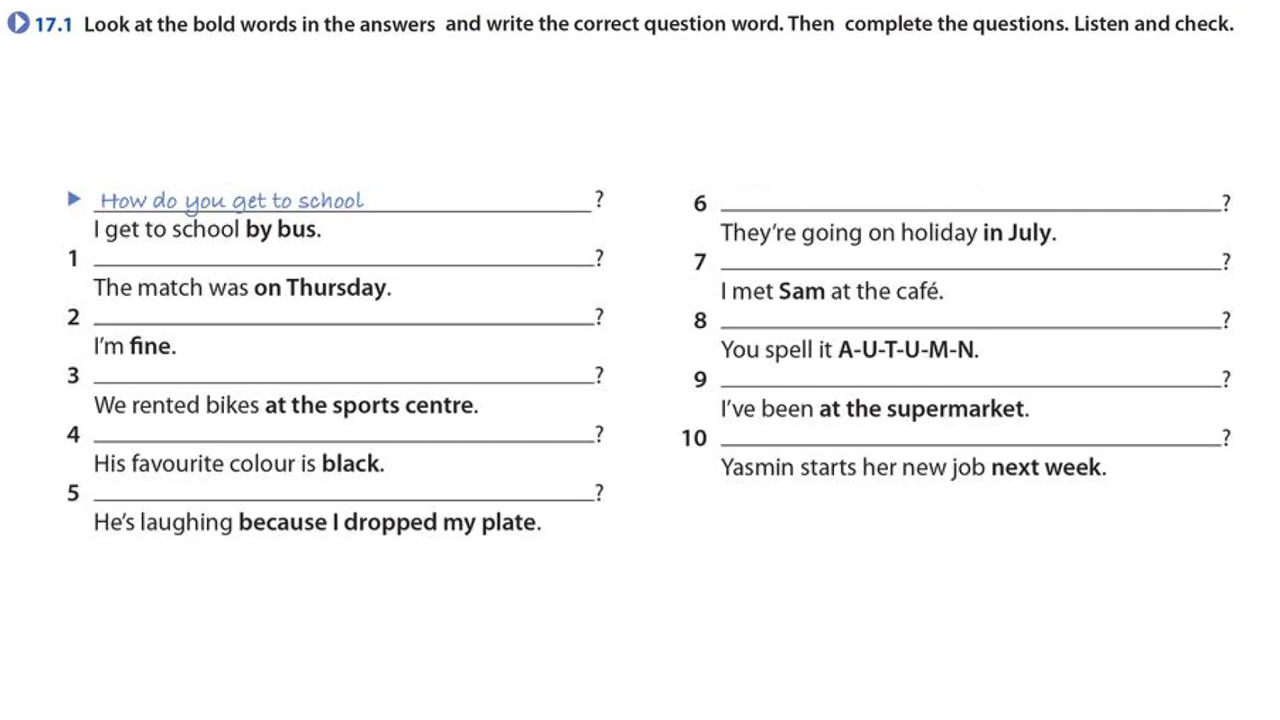 17.1 Look at the bold words in the answers and write the correct question word. Then complete the questions. Listen and check.
How do you get to school ?
I get to school by bus.
1 ?
The match was on Thursday.
2 ?
I'm fine.
3 ?
We rented bikes at the sports centre.
4 ?
His favourite colour is black.
5 ?
He's laughing because I dropped my plate.
6 ?
They're going on holiday in July.
7 ?
I met Sam at the café.
8 ?
You spell it A-U-T-U-M-N.
9 ?
I've been at the supermarket.
10 ?
Yasmin starts her new job next week.